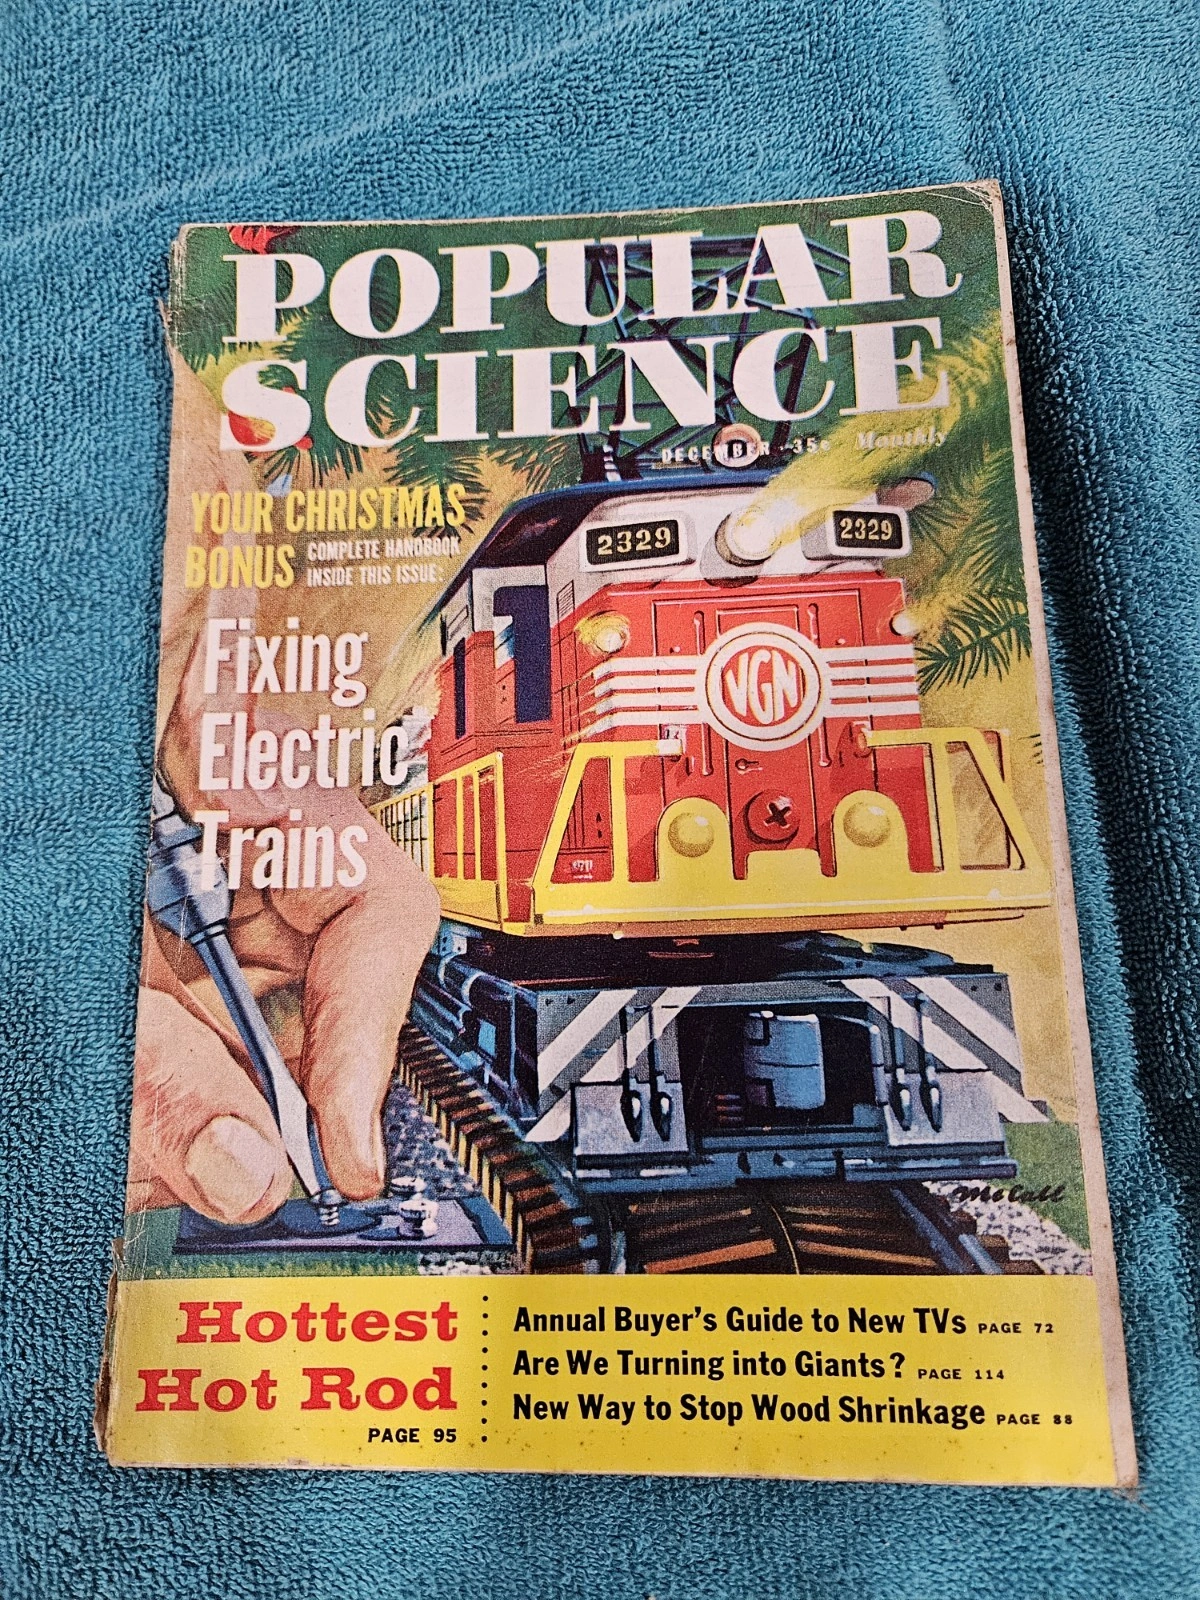 POPULAR
SCIENCE
DECEMBER · 35¢ Monthly
YOUR CHRISTMAS
BONUS COMPLETE HANDBOOK
INSIDE THIS ISSUE:
Fixing
Electric
Trains
2329
2329
VGN
McCall
Hottest
Hot Rod
PAGE 95
Annual Buyer's Guide to New TVs PAGE 72
Are We Turning into Giants? PAGE 114
New Way to Stop Wood Shrinkage PAGE 88